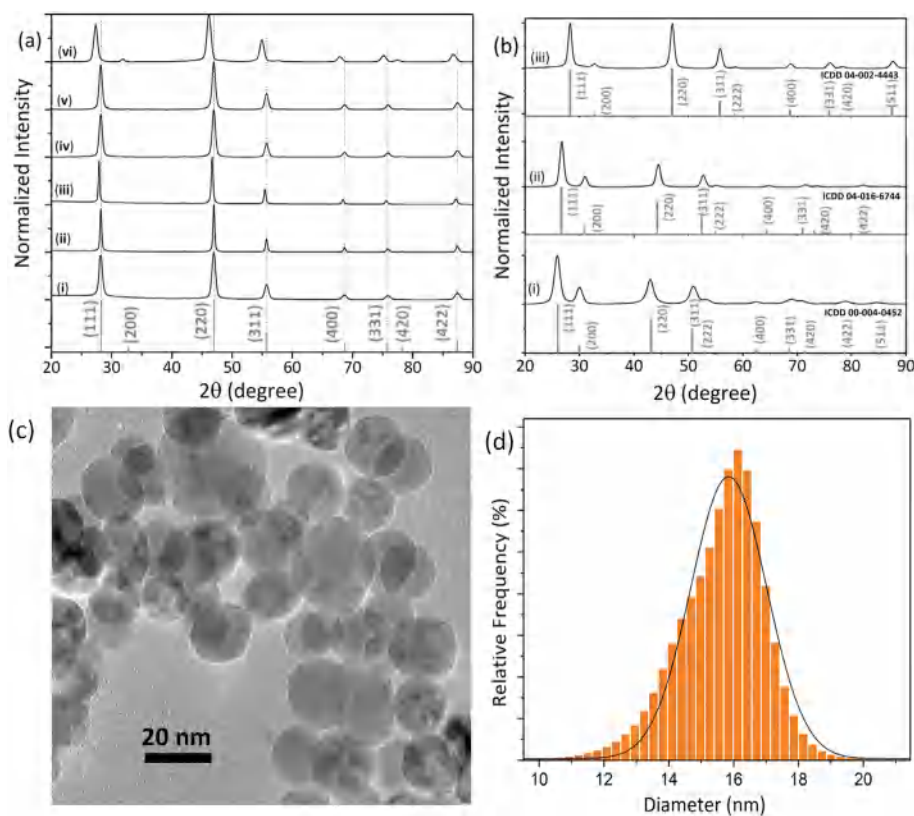 (a)
(vi)
(v)
(iv)
(iii)
(ii)
(i)
(111)
(200)
(220)
(311)
(400)
(331)
(420)
(422)
20 30 40 50 60 70 80 90
2θ (degree)
Normalized Intensity
(b)
(iii)
ICDD 04-002-4443
(111)
(200)
(220)
(311)
(222)
(400)
(331)
(420)
(511)
(ii)
ICDD 04-016-6744
(111)
(200)
(220)
(311)
(222)
(400)
(331)
(420)
(422)
(i)
ICDD 00-004-0452
(111)
(200)
(220)
(311)
(222)
(400)
(331)
(420)
(422)
(511)
20 30 40 50 60 70 80 90
2θ (degree)
Normalized Intensity
(c)
20 nm
(d)
Relative Frequency (%)
10 12 14 16 18 20
Diameter (nm)